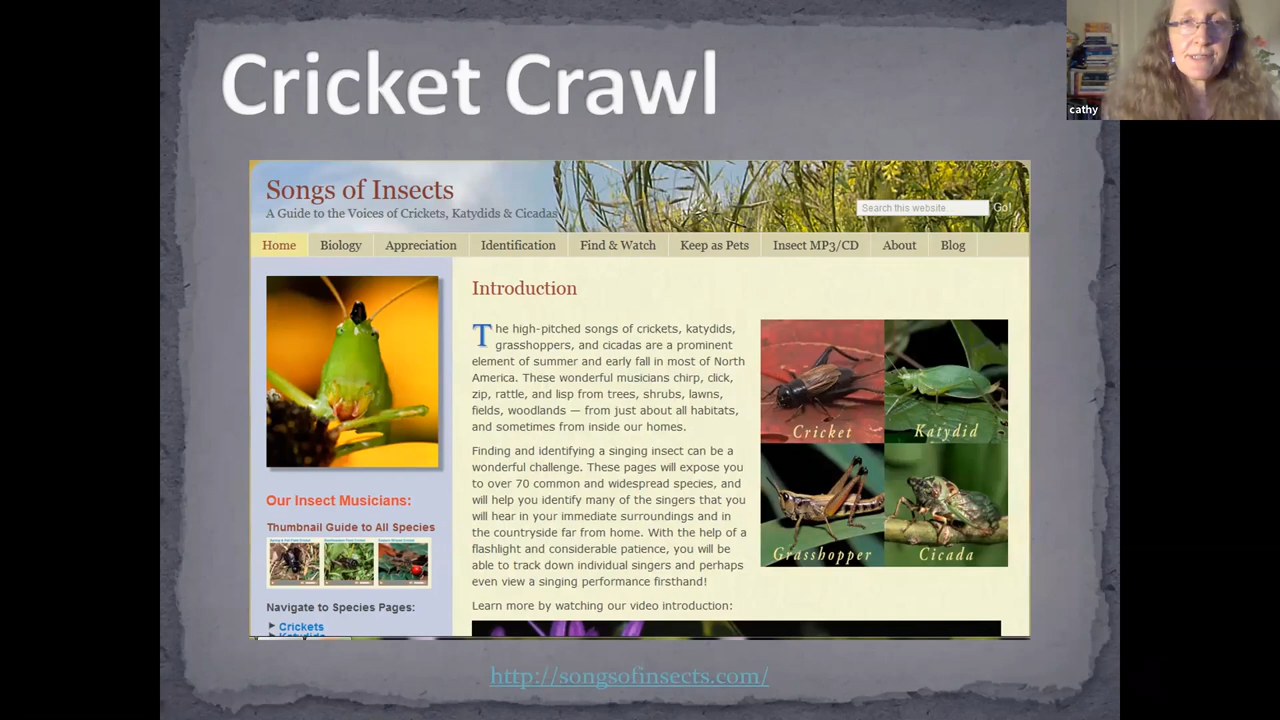 Cricket Crawl
cathy
Songs of Insects
A Guide to the Voices of Crickets, Katydids & Cicadas
Search this website
Go!
Home Biology Appreciation Identification Find & Watch Keep as Pets Insect MP3/CD About Blog
Our Insect Musicians:
Thumbnail Guide to All Species
Navigate to Species Pages:
Crickets
Katydids
Introduction
The high-pitched songs of crickets, katydids,
grasshoppers, and cicadas are a prominent
element of summer and early fall in most of North
America. These wonderful musicians chirp, click,
zip, rattle, and lisp from trees, shrubs, lawns,
fields, woodlands — from just about all habitats,
and sometimes from inside our homes.
Finding and identifying a singing insect can be a
wonderful challenge. These pages will expose you
to over 70 common and widespread species, and
will help you identify many of the singers that you
will hear in your immediate surroundings and in
the countryside far from home. With the help of a
flashlight and considerable patience, you will be
able to track down individual singers and perhaps
even view a singing performance firsthand!
Learn more by watching our video introduction:
Cricket
Katydid
Grasshopper
Cicada
http://songsofinsects.com/